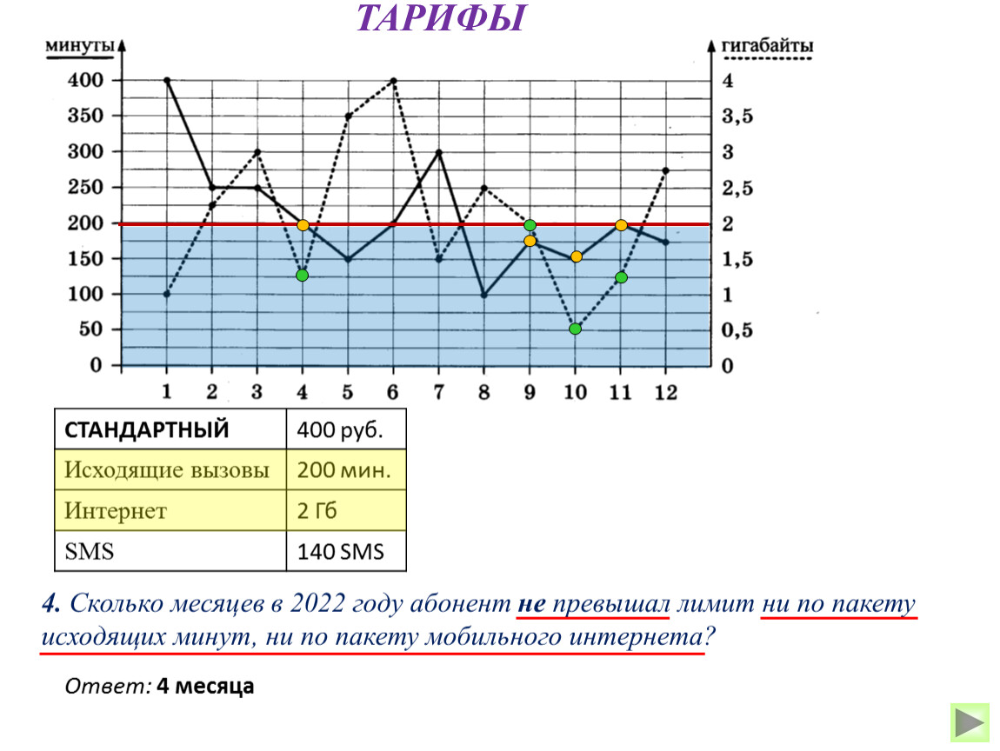 ТАРИФЫ
минуты гигабайты
400 4
350 3,5
300 3
250 2,5
200 2
150 1,5
100 1
50 0,5
0 0
1 2 3 4 5 6 7 8 9 10 11 12
СТАНДАРТНЫЙ 400 руб.
Исходящие вызовы 200 мин.
Интернет 2 Гб
SMS 140 SMS
4. Сколько месяцев в 2022 году абонент не превышал лимит ни по пакету
исходящих минут, ни по пакету мобильного интернета?
Ответ: 4 месяца